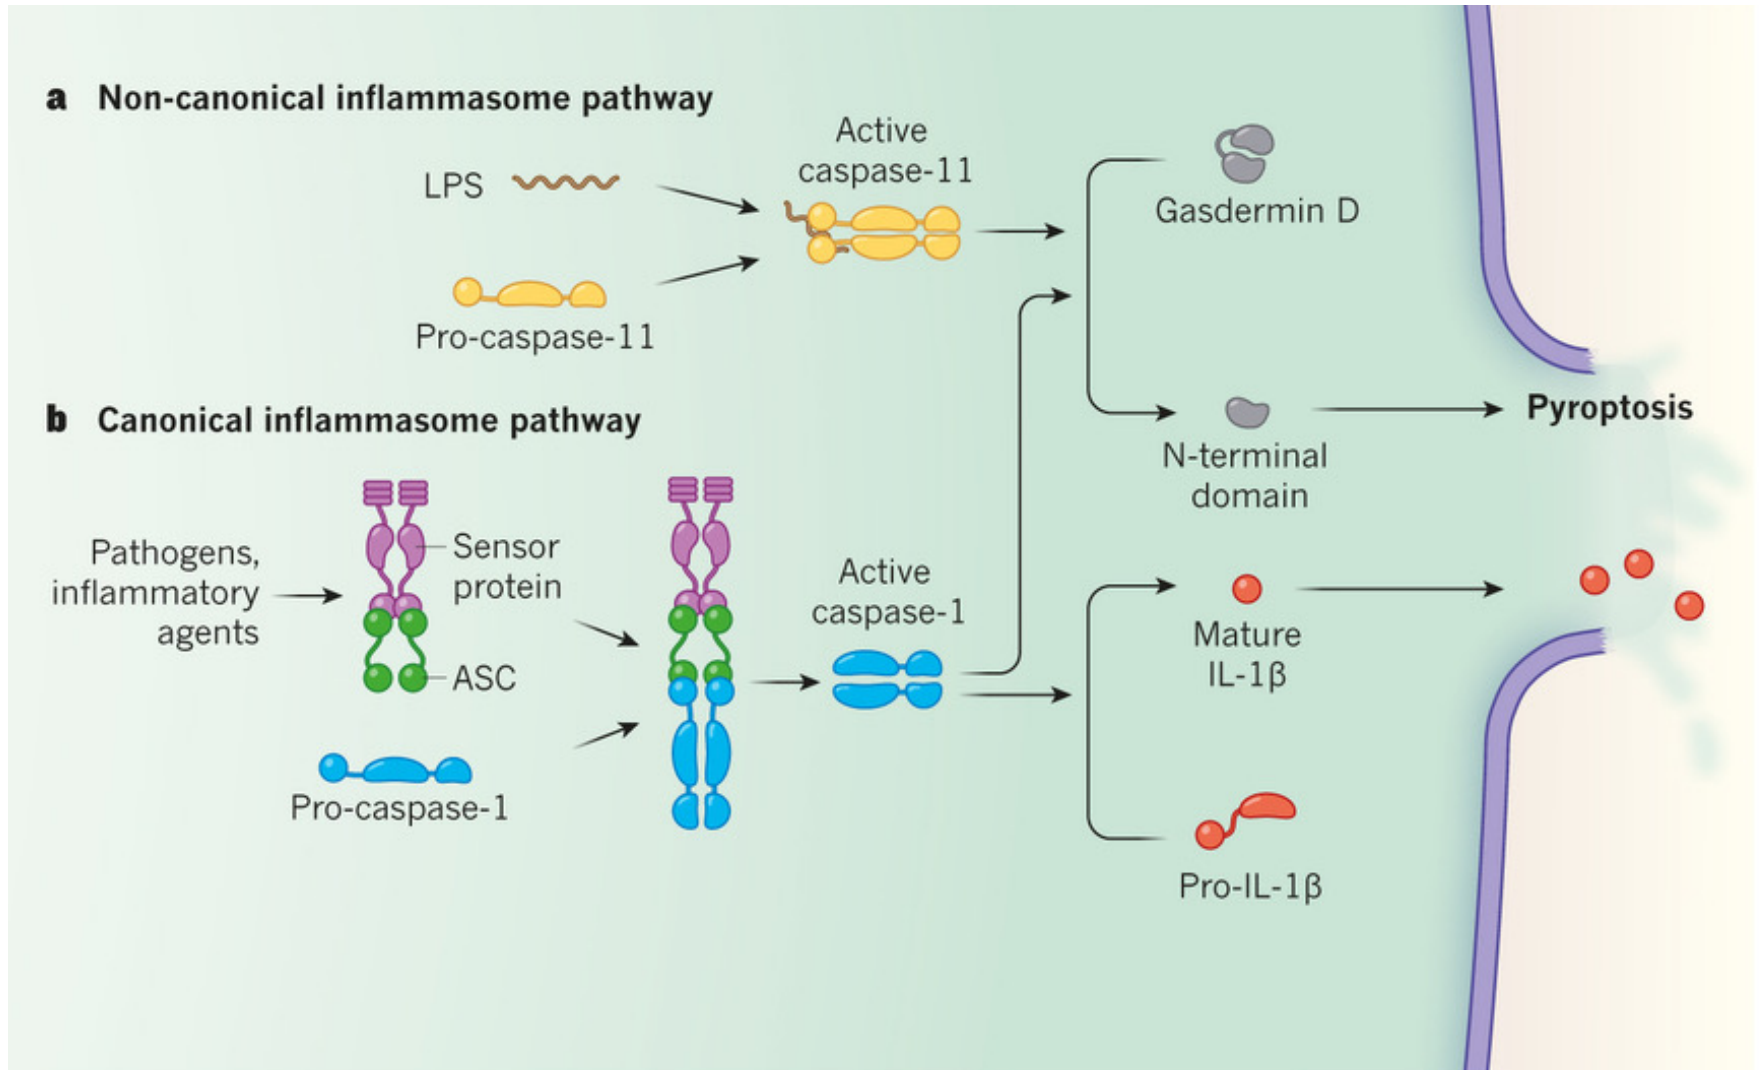 a Non-canonical inflammasome pathway
LPS
Pro-caspase-11
Active
caspase-11
Gasdermin D
N-terminal
domain
Pyroptosis
b Canonical inflammasome pathway
Pathogens,
inflammatory
agents
Sensor
protein
ASC
Pro-caspase-1
Active
caspase-1
Mature
IL-1β
Pro-IL-1β